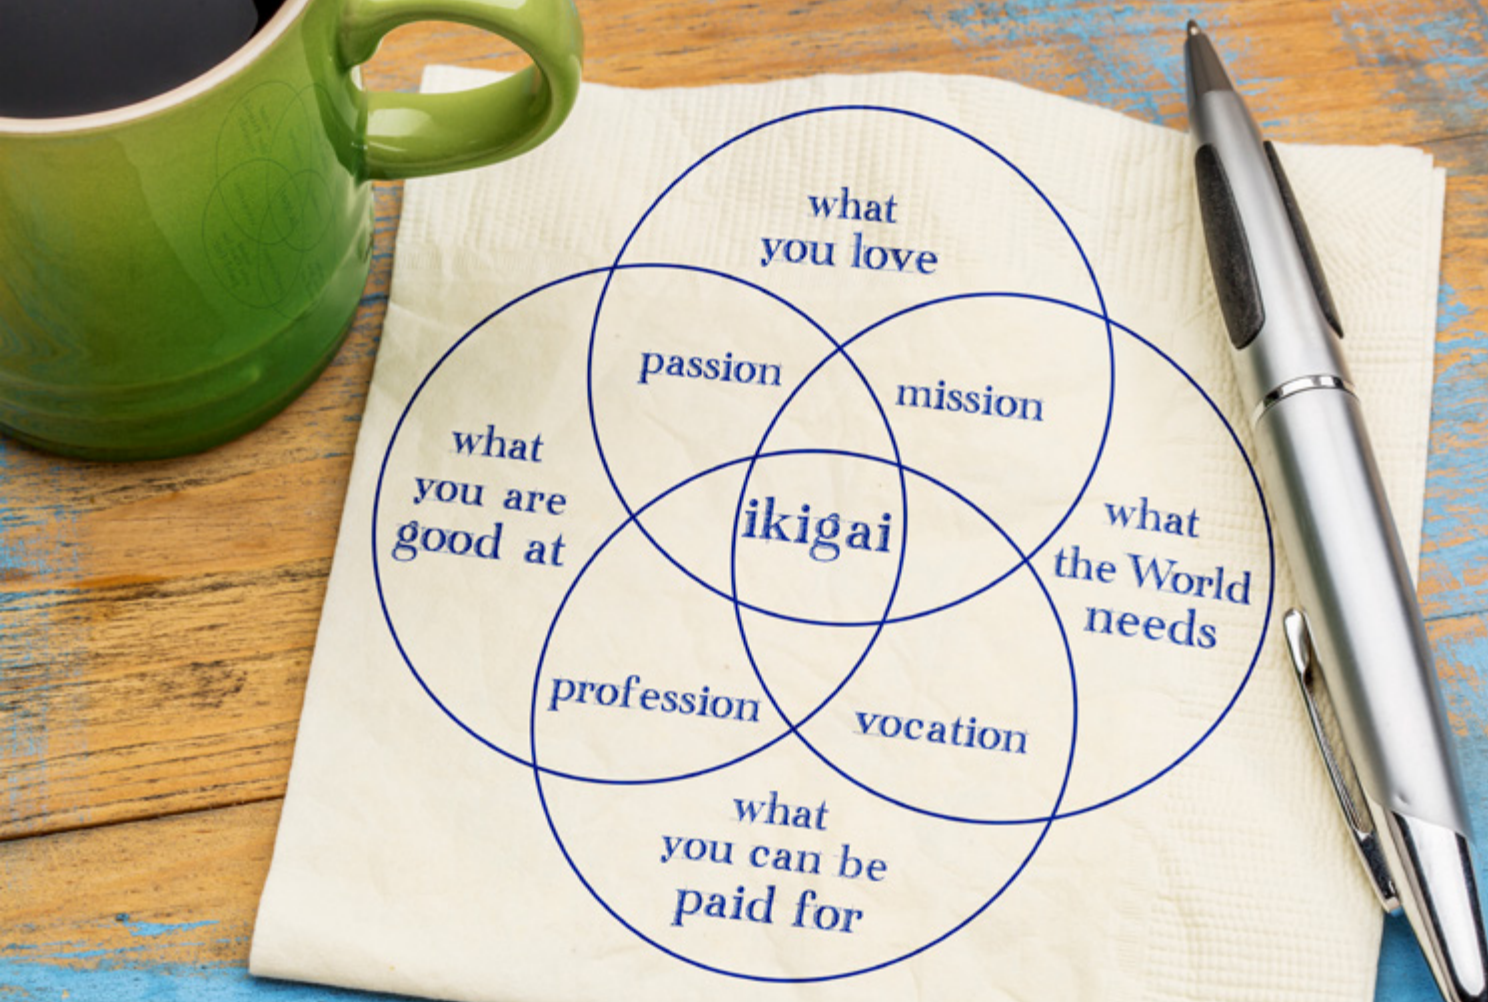 what
you love
passion
mission
what
you are
good at
ikigai
what
the World
needs
profession
vocation
what
you can be
paid for